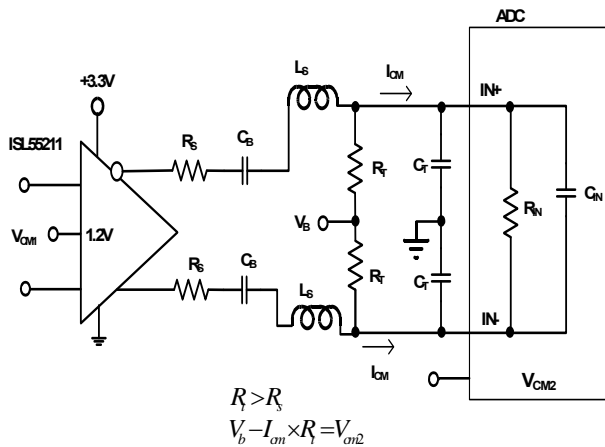 ADC
L_S
I_CM
IN+
+3.3V
ISL55211
R_S
C_B
R_T
C_T
C_IN
V_CM1
1.2V
V_B
R_IN
R_S
C_B
R_T
C_T
L_S
IN-
I_CM
V_CM2
R_t > R_s
V_b - I_cm × R_t = V_cm2